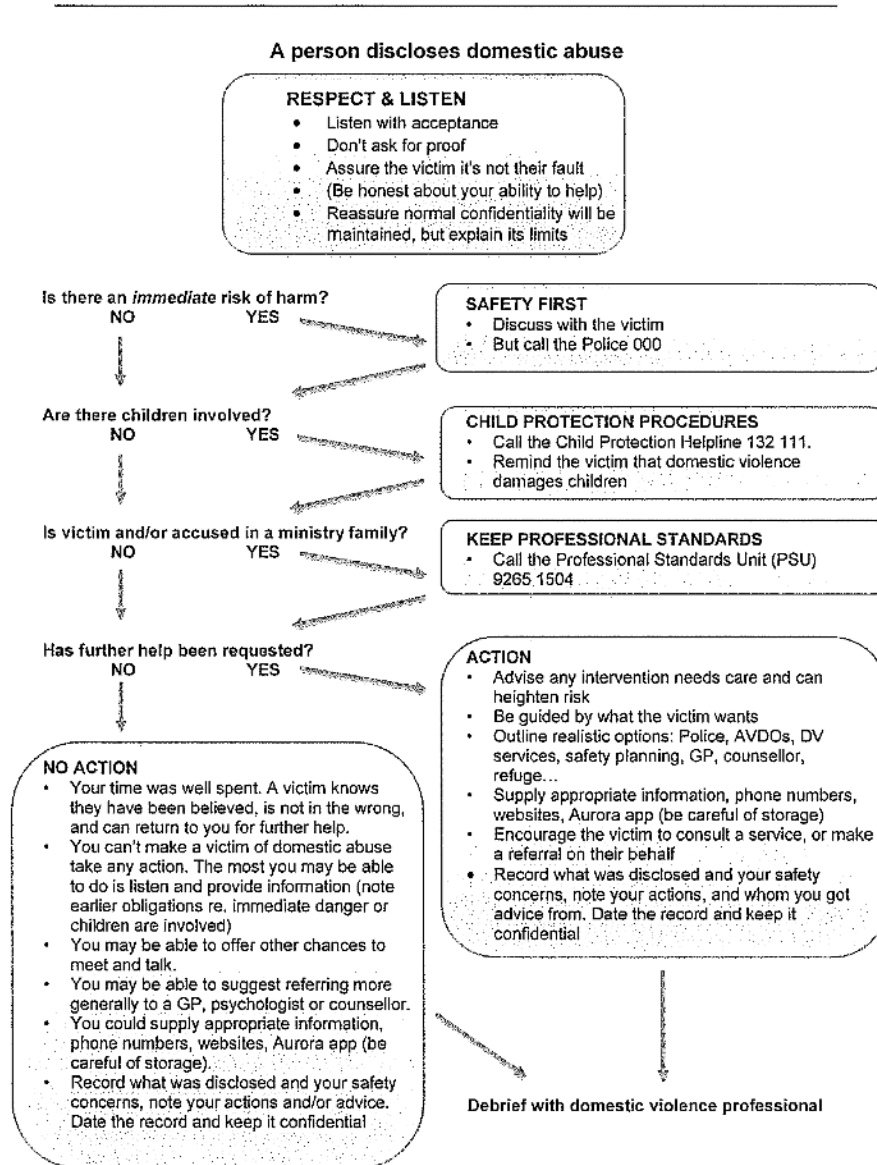 A person discloses domestic abuse
RESPECT & LISTEN
• Listen with acceptance
• Don't ask for proof
• Assure the victim it's not their fault
• (Be honest about your ability to help)
• Reassure normal confidentiality will be
maintained, but explain its limits
Is there an immediate risk of harm?
NO YES
SAFETY FIRST
• Discuss with the victim
• But call the Police 000
Are there children involved?
NO YES
CHILD PROTECTION PROCEDURES
• Call the Child Protection Helpline 132 111.
• Remind the victim that domestic violence
damages children
Is victim and/or accused in a ministry family?
NO YES
KEEP PROFESSIONAL STANDARDS
• Call the Professional Standards Unit (PSU)
9265 1504
Has further help been requested?
NO YES
ACTION
• Advise any intervention needs care and can
heighten risk
• Be guided by what the victim wants
• Outline realistic options: Police, AVDOs, DV
services, safety planning, GP, counsellor,
refuge...
• Supply appropriate information, phone numbers,
websites, Aurora app (be careful of storage)
• Encourage the victim to consult a service, or make
a referral on their behalf
• Record what was disclosed and your safety
concerns, note your actions, and whom you got
advice from. Date the record and keep it
confidential
NO ACTION
• Your time was well spent. A victim knows
they have been believed, is not in the wrong,
and can return to you for further help.
• You can't make a victim of domestic abuse
take any action. The most you may be able
to do is listen and provide information (note
earlier obligations re. immediate danger or
children are involved)
• You may be able to offer other chances to
meet and talk.
• You may be able to suggest referring more
generally to a GP, psychologist or counsellor.
• You could supply appropriate information,
phone numbers, websites, Aurora app (be
careful of storage).
• Record what was disclosed and your safety
concerns, note your actions and/or advice.
Date the record and keep it confidential
Debrief with domestic violence professional